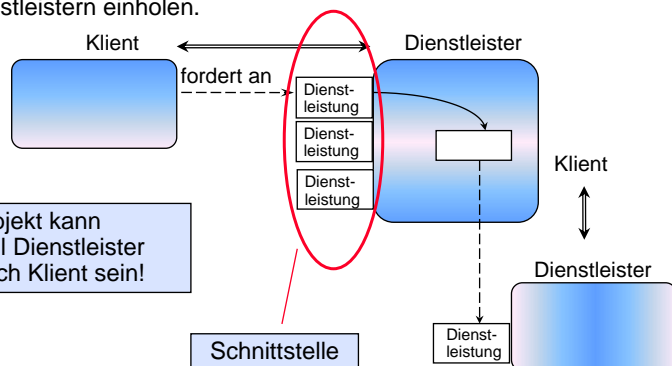 stleistern einholen.
Klient
Dienstleister
fordert an
Dienst-
leistung
Dienst-
leistung
Dienst-
leistung
Klient
ojekt kann
l Dienstleister
ch Klient sein!
Dienstleister
Dienst-
leistung
Schnittstelle